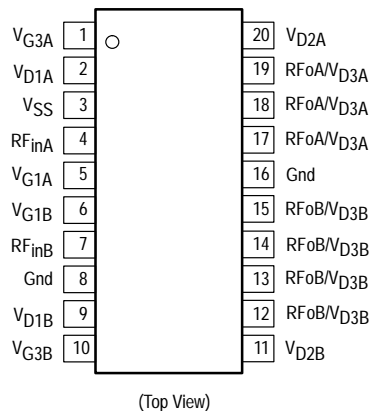 VG3A 1 20 VD2A
VD1A 2 19 RFoA/VD3A
VSS 3 18 RFoA/VD3A
RFinA 4 17 RFoA/VD3A
VG1A 5 16 Gnd
VG1B 6 15 RFoB/VD3B
RFinB 7 14 RFoB/VD3B
Gnd 8 13 RFoB/VD3B
VD1B 9 12 RFoB/VD3B
VG3B 10 11 VD2B
(Top View)